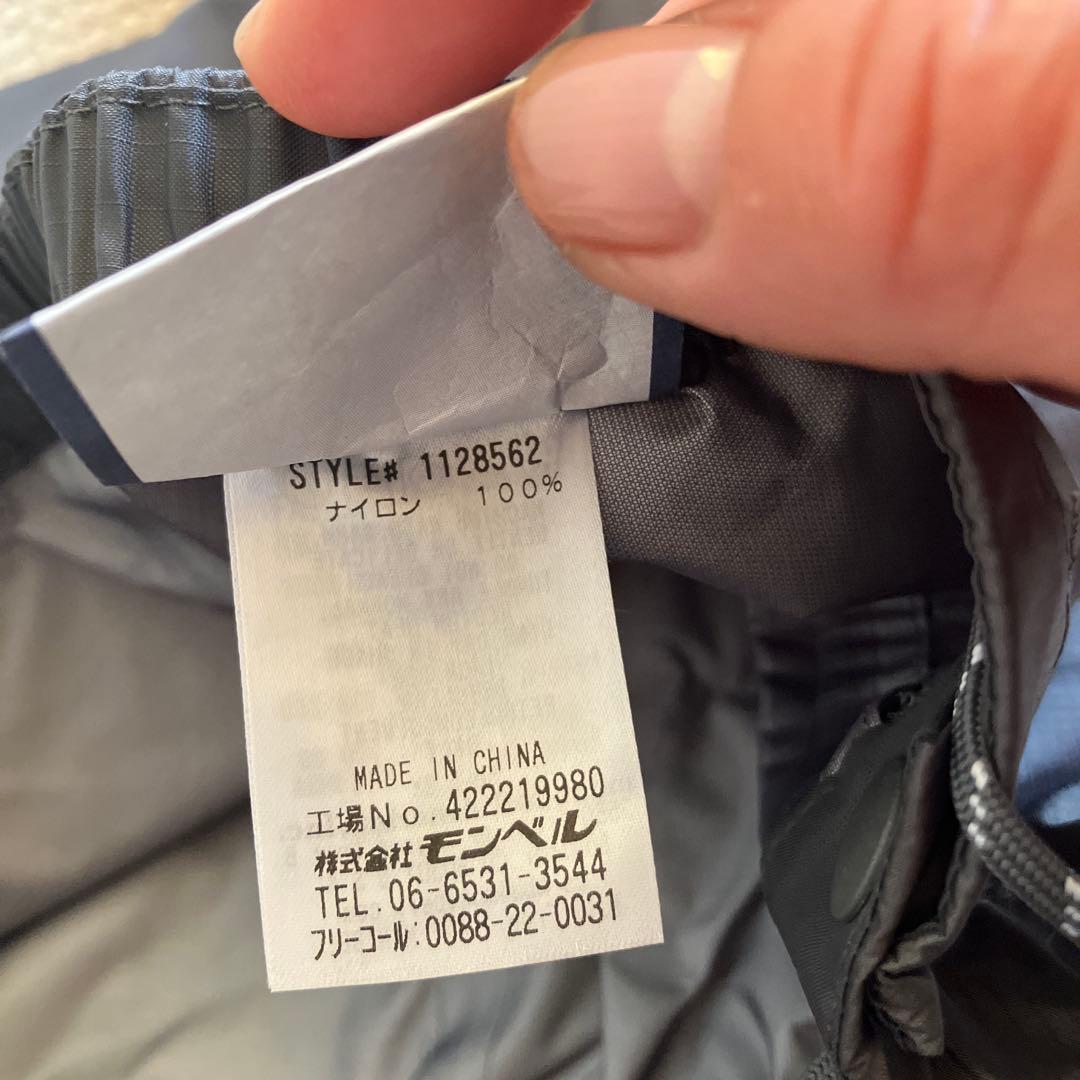 STYLE# 1128562
ナイロン 100%
MADE IN CHINA
工場No.422219980
株式会社モンベル
TEL.06-6531-3544
フリーコール:0088-22-0031